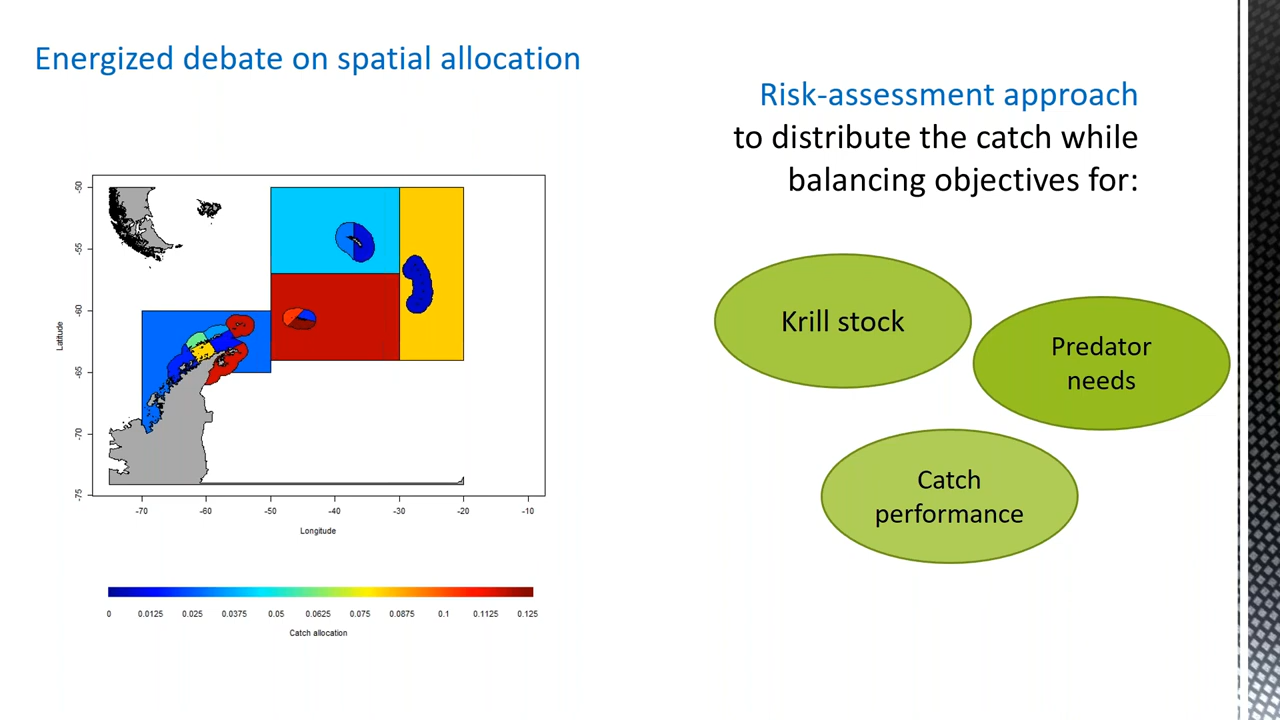 Energized debate on spatial allocation
Risk-assessment approach
to distribute the catch while
balancing objectives for:
-50
-55
-60
-65
-70
-75
Latitude
-70 -60 -50 -40 -30 -20 -10
Longitude
0 0.0125 0.025 0.0375 0.05 0.0625 0.075 0.0875 0.1 0.1125 0.125
Catch allocation
Krill stock
Predator
needs
Catch
performance